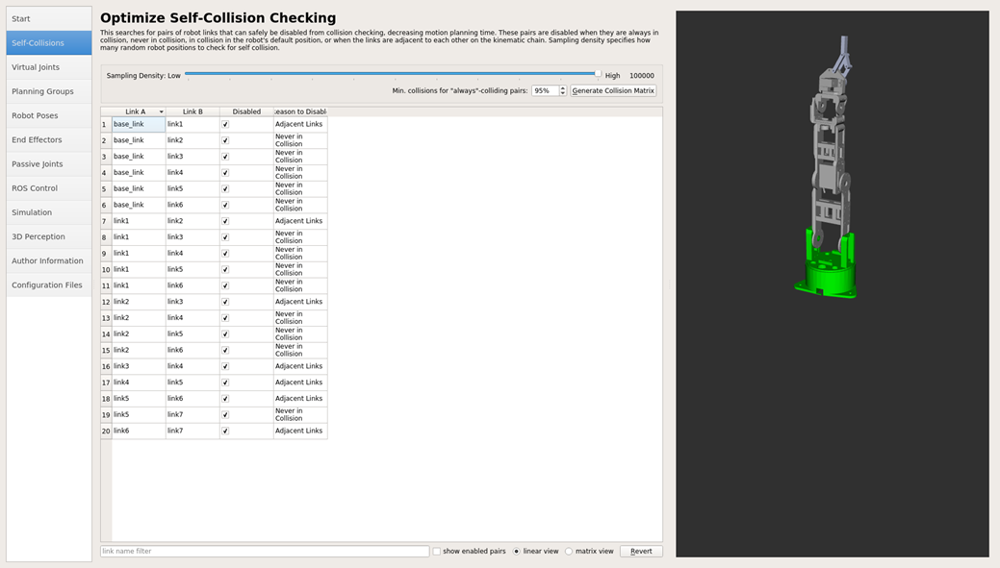 Start
Self-Collisions
Virtual Joints
Planning Groups
Robot Poses
End Effectors
Passive Joints
ROS Control
Simulation
3D Perception
Author Information
Configuration Files
Optimize Self-Collision Checking
This searches for pairs of robot links that can safely be disabled from collision checking, decreasing motion planning time. These pairs are disabled when they are always in
collision, never in collision, in collision in the robot's default position, or when the links are adjacent to each other on the kinematic chain. Sampling density specifies how
many random robot positions to check for self collision.
Sampling Density: Low High 100000
Min. collisions for "always"-colliding pairs: 95% Generate Collision Matrix
Link A Link B Disabled eason to Disabl
1 base_link link1 Adjacent Links
2 base_link link2 Never in
Collision
3 base_link link3 Never in
Collision
4 base_link link4 Never in
Collision
5 base_link link5 Never in
Collision
6 base_link link6 Never in
Collision
7 link1 link2 Adjacent Links
8 link1 link3 Never in
Collision
9 link1 link4 Never in
Collision
10 link1 link5 Never in
Collision
11 link1 link6 Never in
Collision
12 link2 link3 Adjacent Links
13 link2 link4 Never in
Collision
14 link2 link5 Never in
Collision
15 link2 link6 Never in
Collision
16 link3 link4 Adjacent Links
17 link4 link5 Adjacent Links
18 link5 link6 Adjacent Links
19 link5 link7 Never in
Collision
20 link6 link7 Adjacent Links
link name filter show enabled pairs linear view matrix view Revert